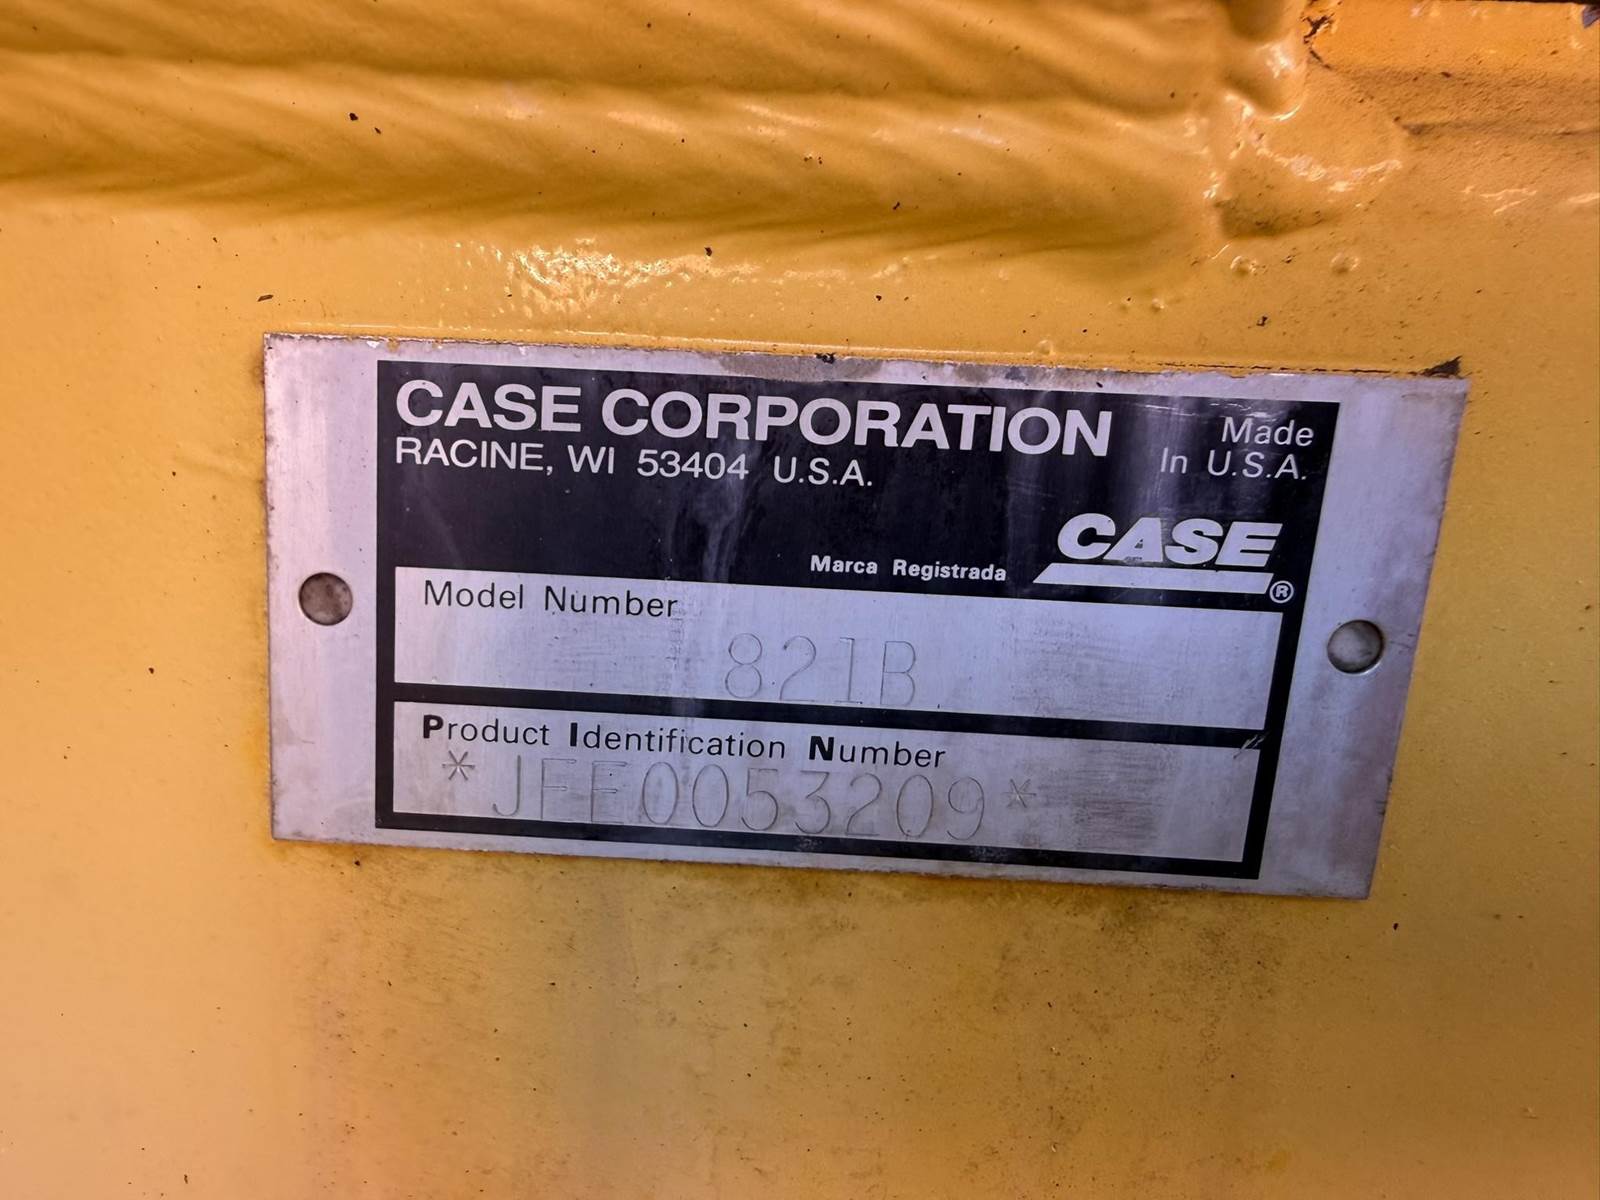 CASE CORPORATION
RACINE, WI 53404 U.S.A.
Made
In U.S.A.
CASE
®
Marca Registrada
Model Number
821B
Product Identification Number
*JEE0053209*